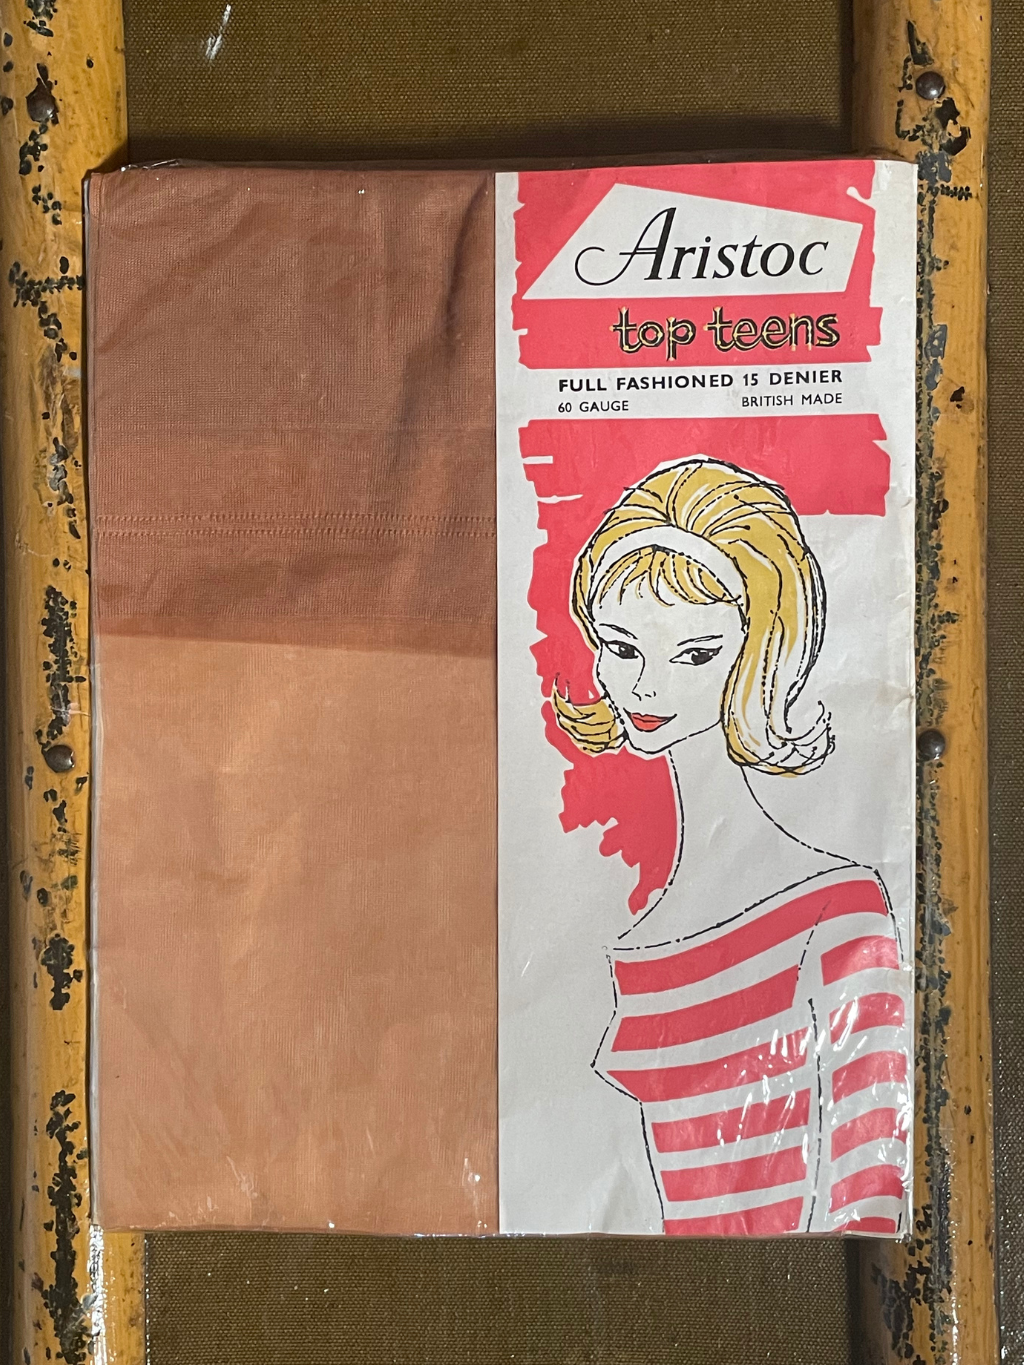 Aristoc
top teens
FULL FASHIONED 15 DENIER
60 GAUGE BRITISH MADE